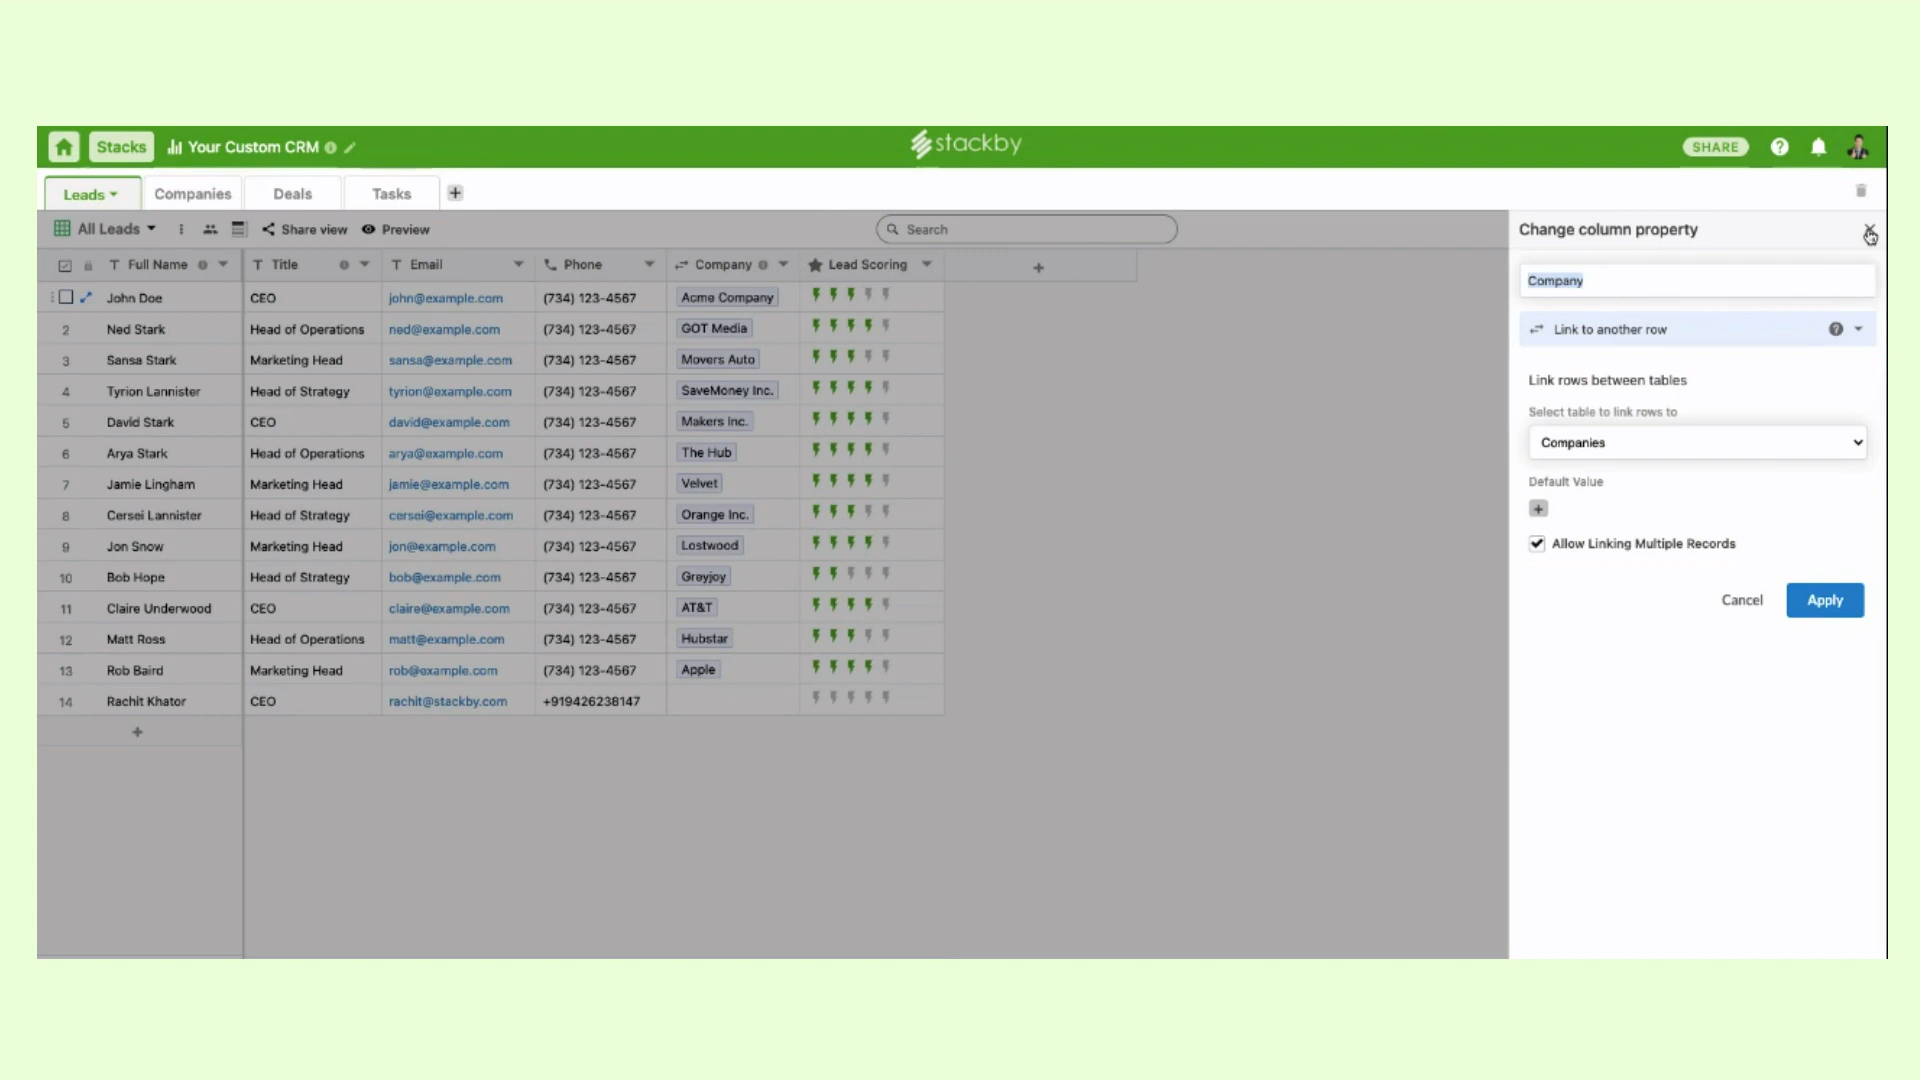 Stacks Your Custom CRM stackby SHARE
Leads Companies Deals Tasks
All Leads Share view Preview Search
Full Name Title Email Phone Company Lead Scoring
John Doe CEO john@example.com (734) 123-4567 Acme Company
2 Ned Stark Head of Operations ned@example.com (734) 123-4567 GOT Media
3 Sansa Stark Marketing Head sansa@example.com (734) 123-4567 Movers Auto
4 Tyrion Lannister Head of Strategy tyrion@example.com (734) 123-4567 SaveMoney Inc.
5 David Stark CEO david@example.com (734) 123-4567 Makers Inc.
6 Arya Stark Head of Operations arya@example.com (734) 123-4567 The Hub
7 Jamie Lingham Marketing Head jamie@example.com (734) 123-4567 Velvet
8 Cersei Lannister Head of Strategy cersei@example.com (734) 123-4567 Orange Inc.
9 Jon Snow Marketing Head jon@example.com (734) 123-4567 Lostwood
10 Bob Hope Head of Strategy bob@example.com (734) 123-4567 Greyjoy
11 Claire Underwood CEO claire@example.com (734) 123-4567 AT&T
12 Matt Ross Head of Operations matt@example.com (734) 123-4567 Hubstar
13 Rob Baird Marketing Head rob@example.com (734) 123-4567 Apple
14 Rachit Khator CEO rachit@stackby.com +919426238147
Change column property
Company
Link to another row
Link rows between tables
Select table to link rows to
Companies
Default Value
Allow Linking Multiple Records
Cancel Apply